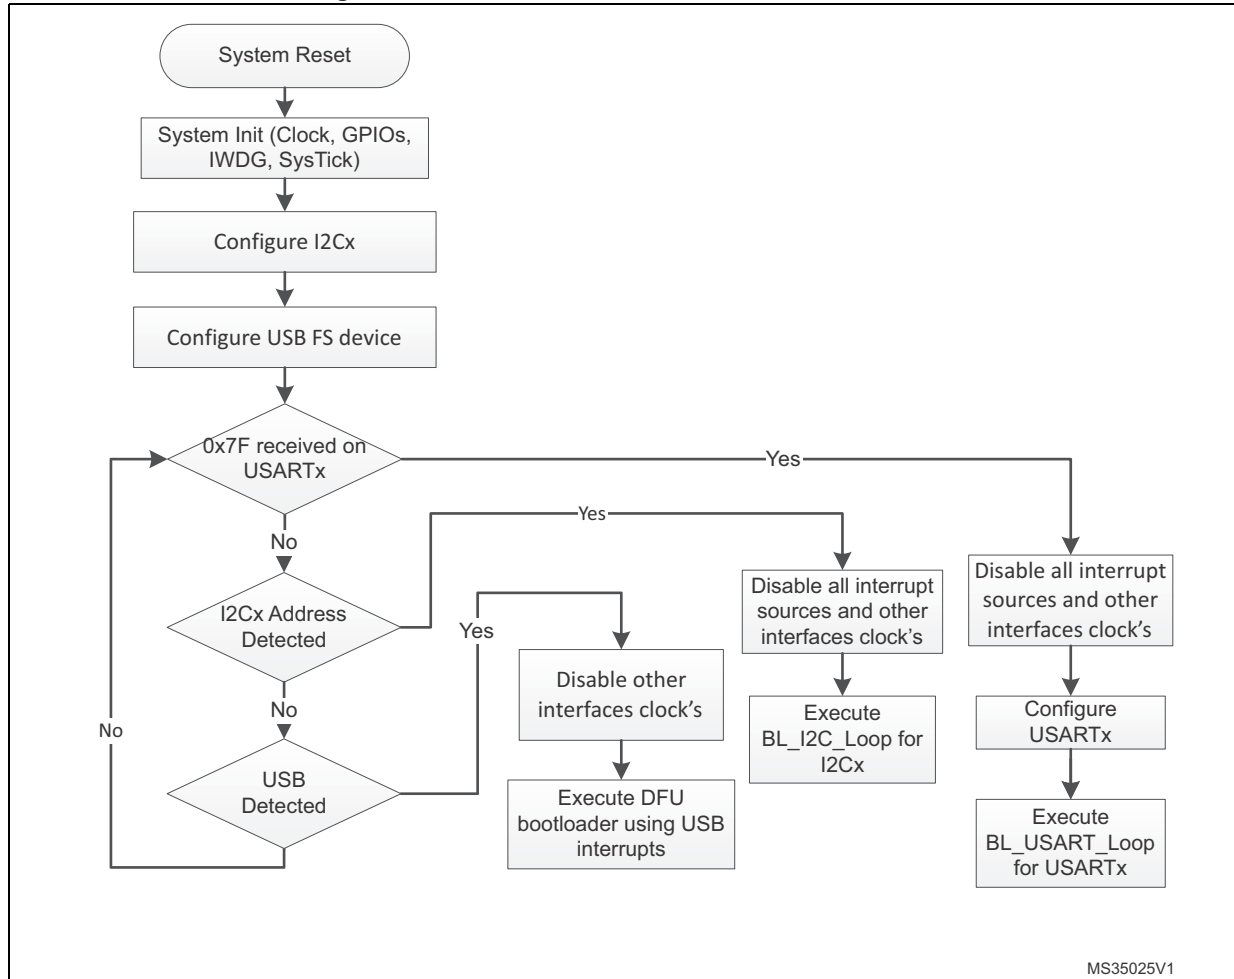 System Reset
System Init (Clock, GPIOs,
IWDG, SysTick)
Configure I2Cx
Configure USB FS device
0x7F received on
USARTx
Yes
No
Yes
I2Cx Address
Detected
Yes
No
No
USB
Detected
Disable other
interfaces clock's
Execute DFU
bootloader using USB
interrupts
Disable all interrupt
sources and other
interfaces clock's
Execute
BL_I2C_Loop for
I2Cx
Disable all interrupt
sources and other
interfaces clock's
Configure
USARTx
Execute
BL_USART_Loop
for USARTx
MS35025V1